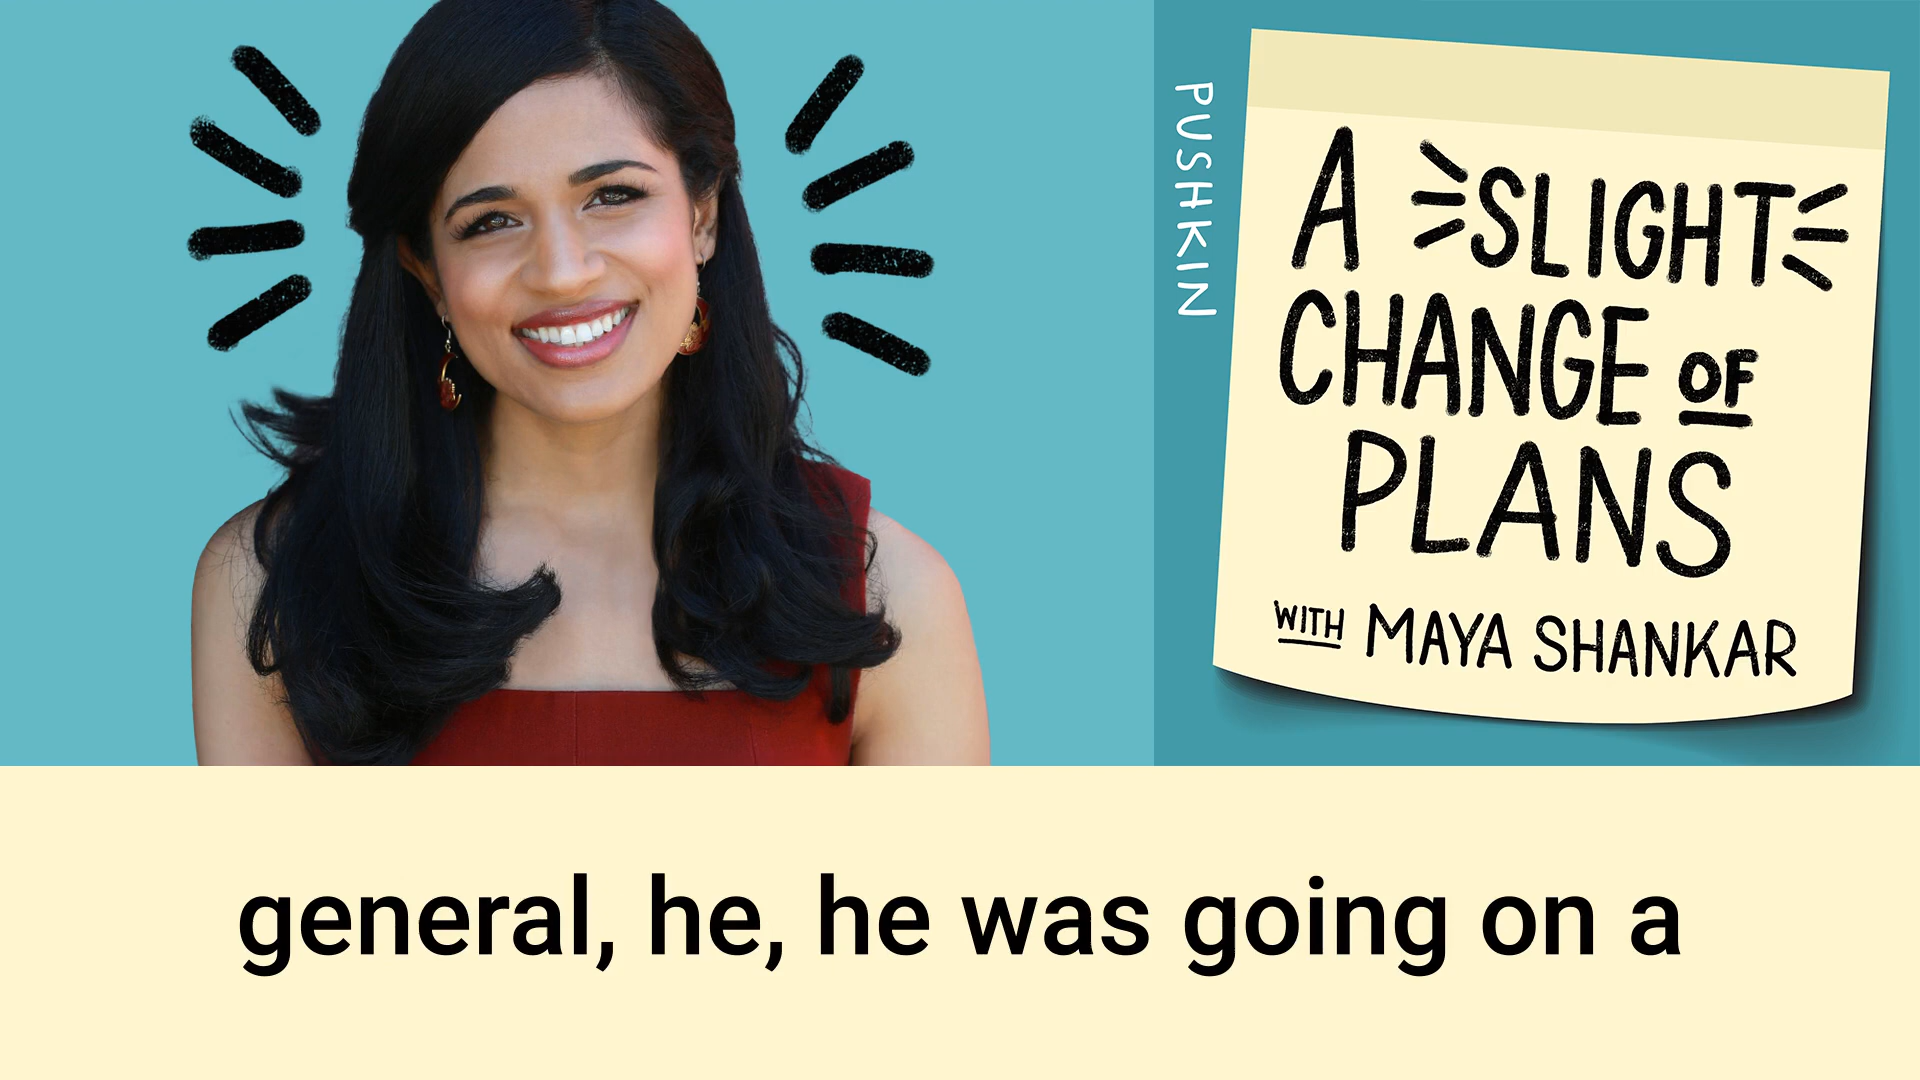 PUSHKIN
A SLIGHT
CHANGE OF
PLANS
WITH MAYA SHANKAR
general, he, he was going on a